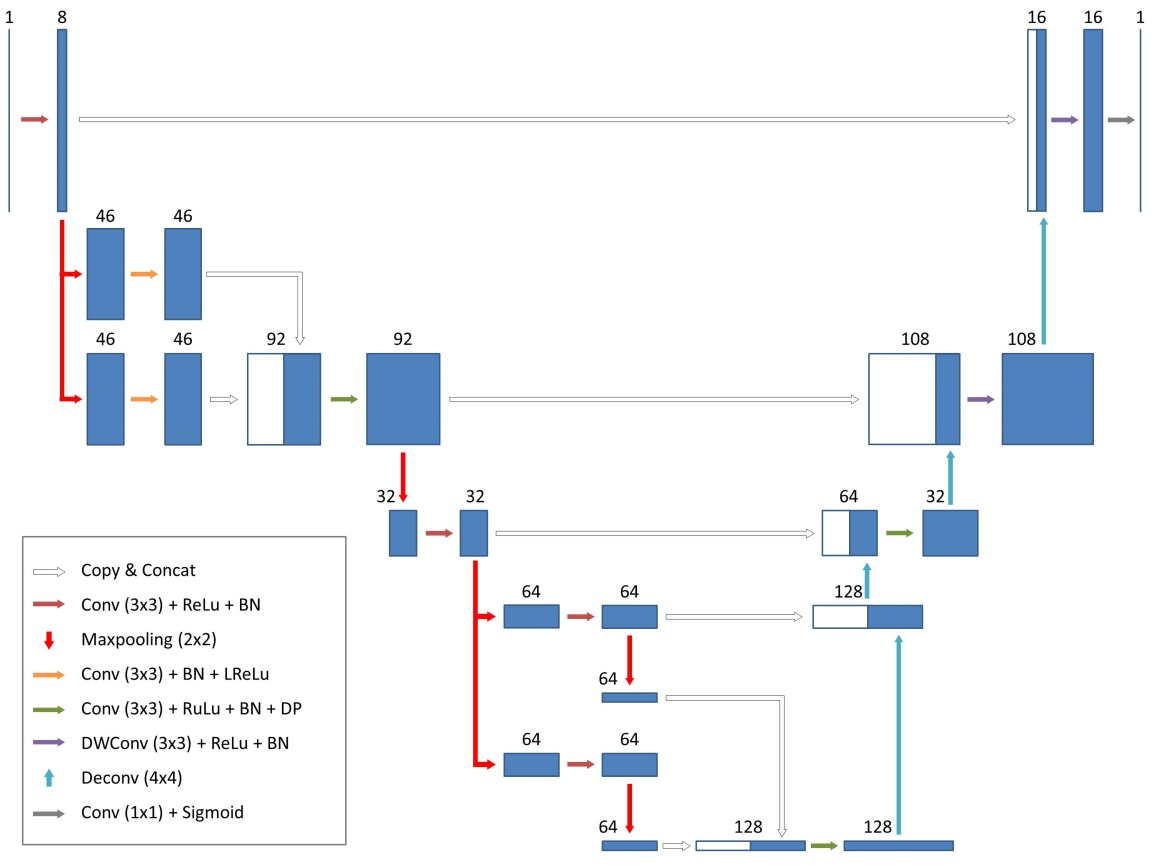 1 8 16 16 1
46 46
46 46 92 92 108 108
32 32 64 32
64 64 128
64
64 64
64 128 128
Copy & Concat
Conv (3x3) + ReLu + BN
Maxpooling (2x2)
Conv (3x3) + BN + LReLu
Conv (3x3) + RuLu + BN + DP
DWConv (3x3) + ReLu + BN
Deconv (4x4)
Conv (1x1) + Sigmoid